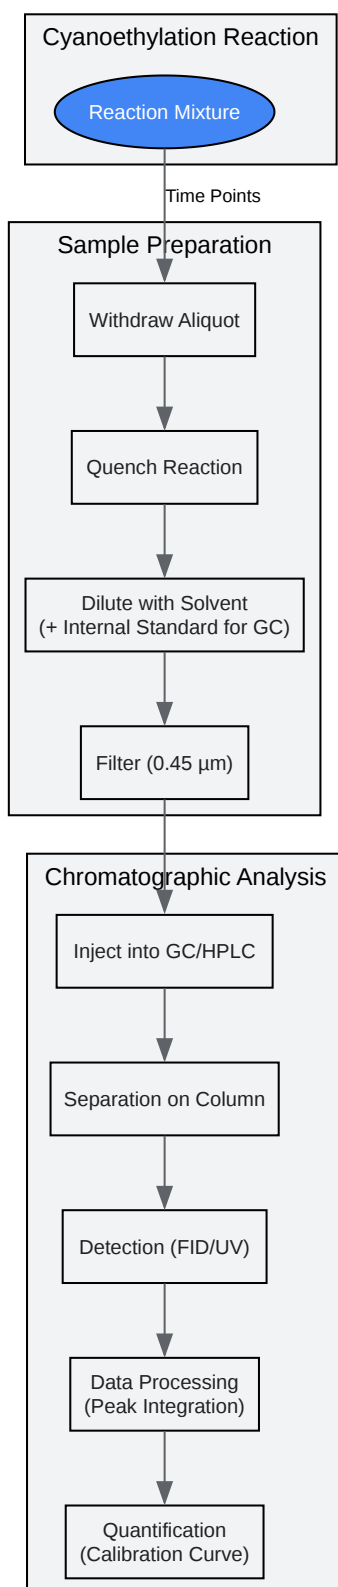 Cyanoethylation Reaction
Reaction Mixture
Time Points
Sample Preparation
Withdraw Aliquot
Quench Reaction
Dilute with Solvent
(+ Internal Standard for GC)
Filter (0.45 µm)
Chromatographic Analysis
Inject into GC/HPLC
Separation on Column
Detection (FID/UV)
Data Processing
(Peak Integration)
Quantification
(Calibration Curve)